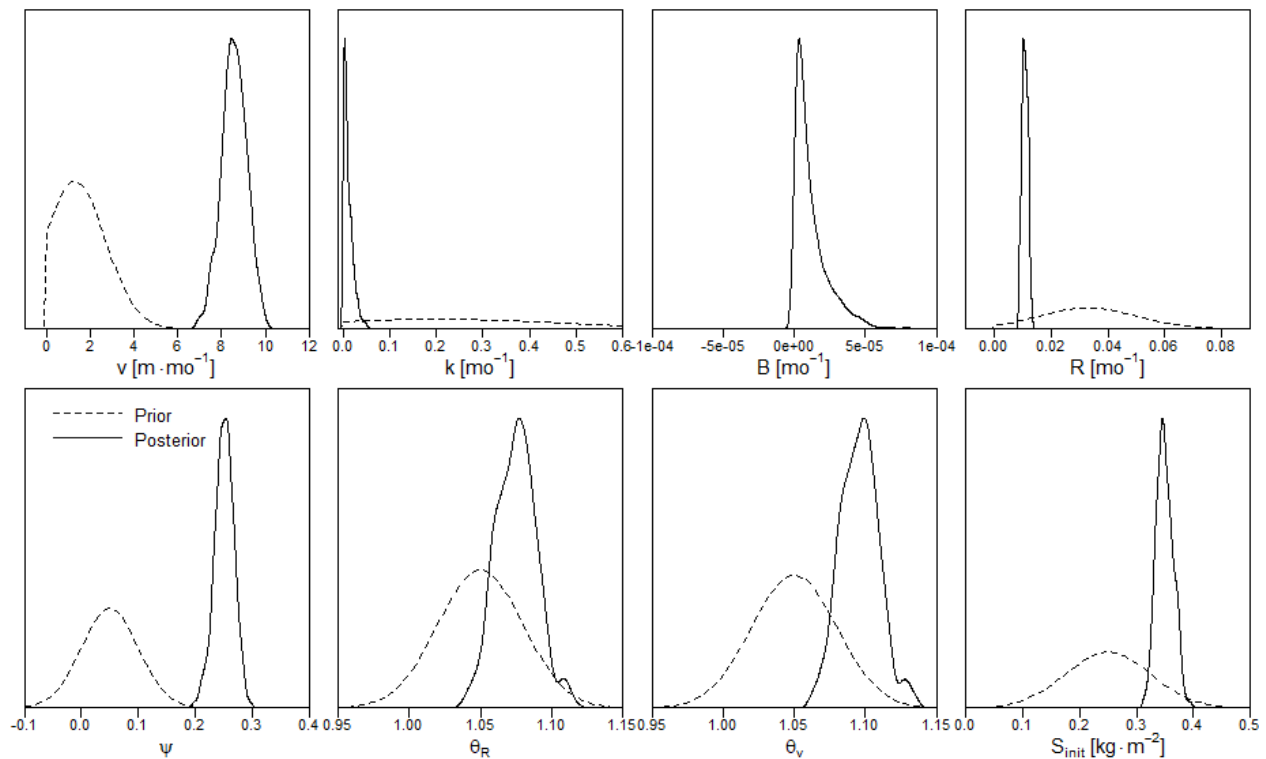 0 2 4 6 8 10 12 0.0 0.1 0.2 0.3 0.4 0.5 0.6 -1e-04 -5e-05 0e+00 5e-05 1e-04 0.00 0.02 0.04 0.06 0.08
v [m · mo⁻¹] k [mo⁻¹] B [mo⁻¹] R [mo⁻¹]
Prior
Posterior
-0.1 0.0 0.1 0.2 0.3 0.4 0.95 1.00 1.05 1.10 1.15 0.95 1.00 1.05 1.10 1.15 0.0 0.1 0.2 0.3 0.4 0.5
ψ θR θv Sinit [kg · m⁻²]